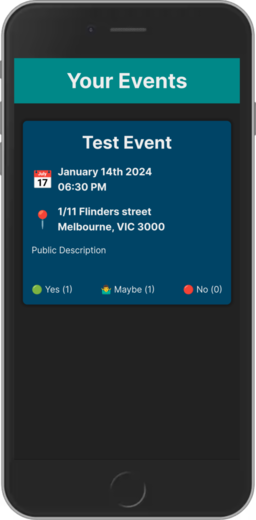 Your Events
Test Event
JULY
17
January 14th 2024
06:30 PM
1/11 Flinders street
Melbourne, VIC 3000
Public Description
Yes (1) Maybe (1) No (0)